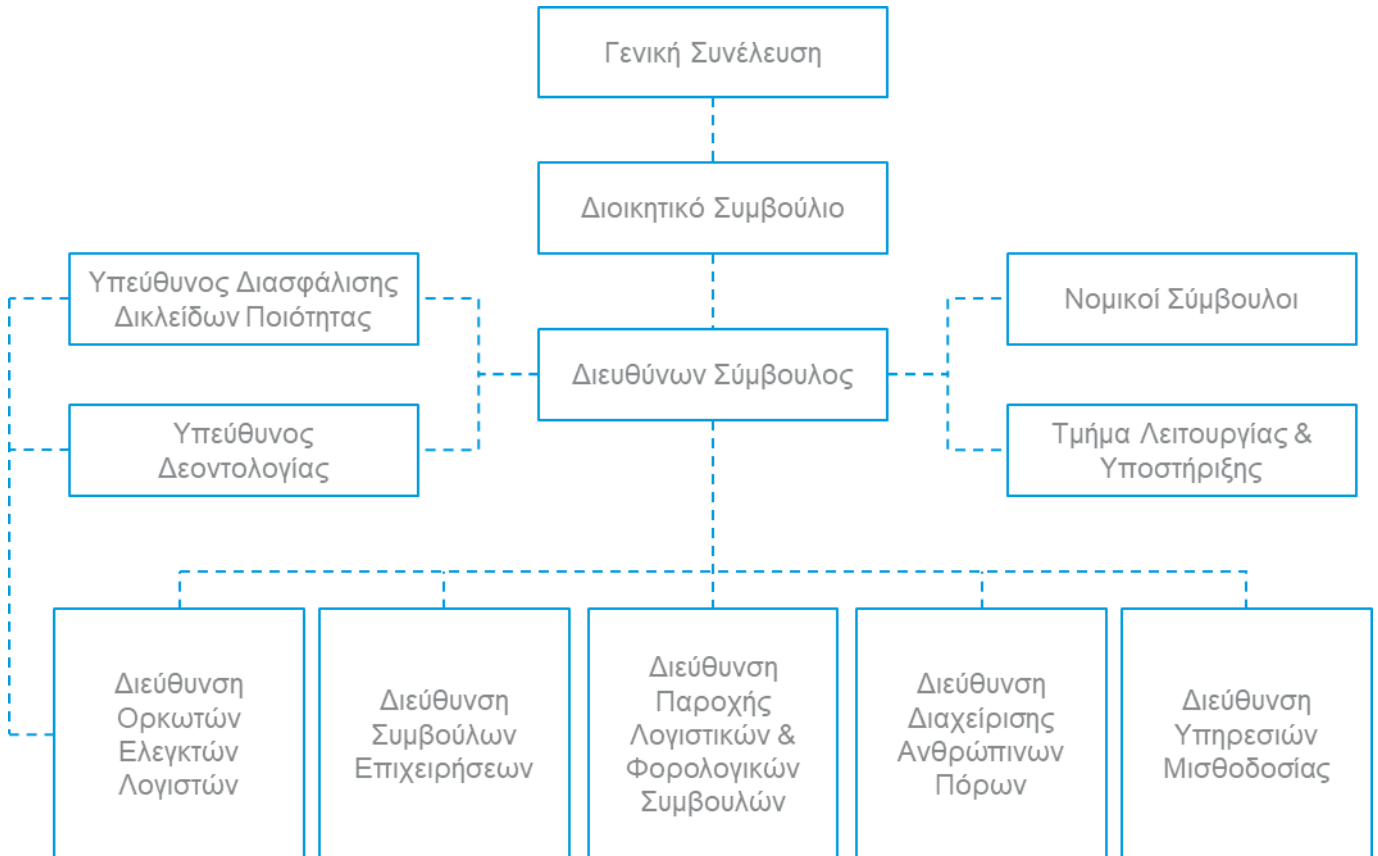 Γενική Συνέλευση
Διοικητικό Συμβούλιο
Υπεύθυνος Διασφάλισης
Δικλείδων Ποιότητας
Νομικοί Σύμβουλοι
Διευθύνων Σύμβουλος
Υπεύθυνος
Δεοντολογίας
Τμήμα Λειτουργίας &
Υποστήριξης
Διεύθυνση
Ορκωτών
Ελεγκτών
Λογιστών
Διεύθυνση
Συμβούλων
Επιχειρήσεων
Διεύθυνση
Παροχής
Λογιστικών &
Φορολογικών
Συμβουλών
Διεύθυνση
Διαχείρισης
Ανθρώπινων
Πόρων
Διεύθυνση
Υπηρεσιών
Μισθοδοσίας